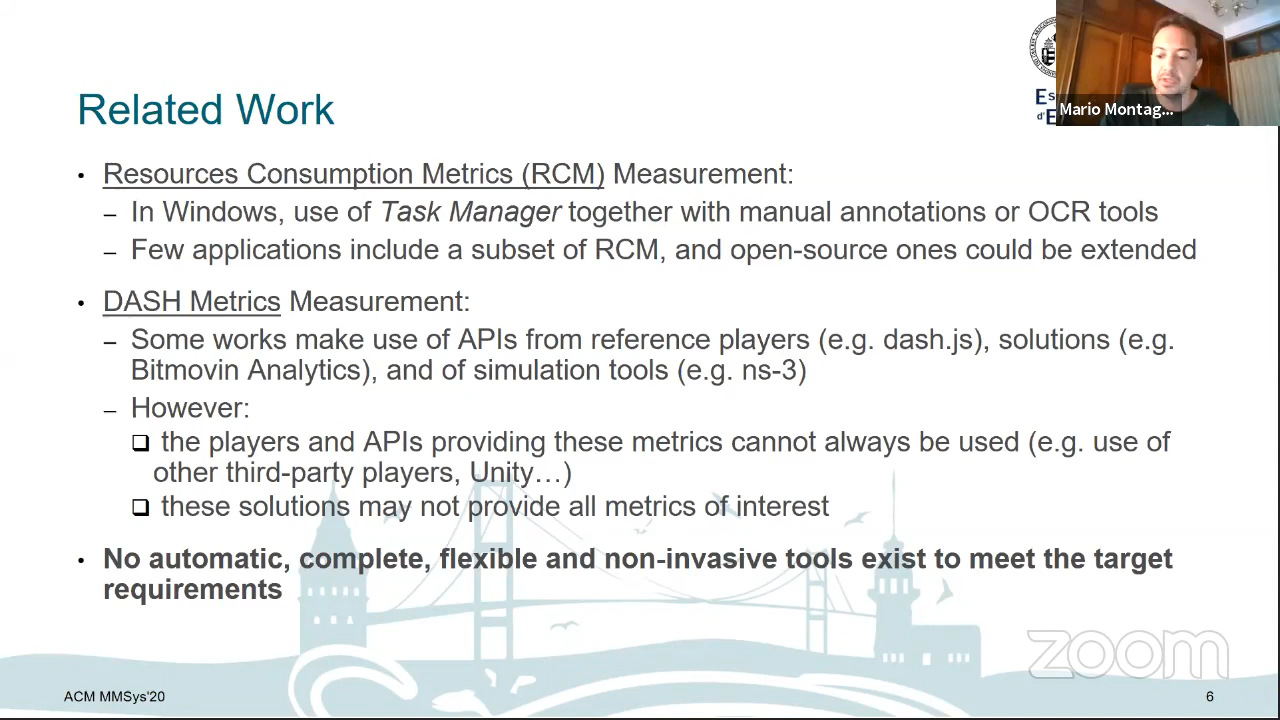 Related Work
• Resources Consumption Metrics (RCM) Measurement:
– In Windows, use of Task Manager together with manual annotations or OCR tools
– Few applications include a subset of RCM, and open-source ones could be extended
• DASH Metrics Measurement:
– Some works make use of APIs from reference players (e.g. dash.js), solutions (e.g.
Bitmovin Analytics), and of simulation tools (e.g. ns-3)
– However:
❑ the players and APIs providing these metrics cannot always be used (e.g. use of
other third-party players, Unity…)
❑ these solutions may not provide all metrics of interest
• No automatic, complete, flexible and non-invasive tools exist to meet the target
requirements
Mario Montag...
zoom
ACM MMSys'20
6